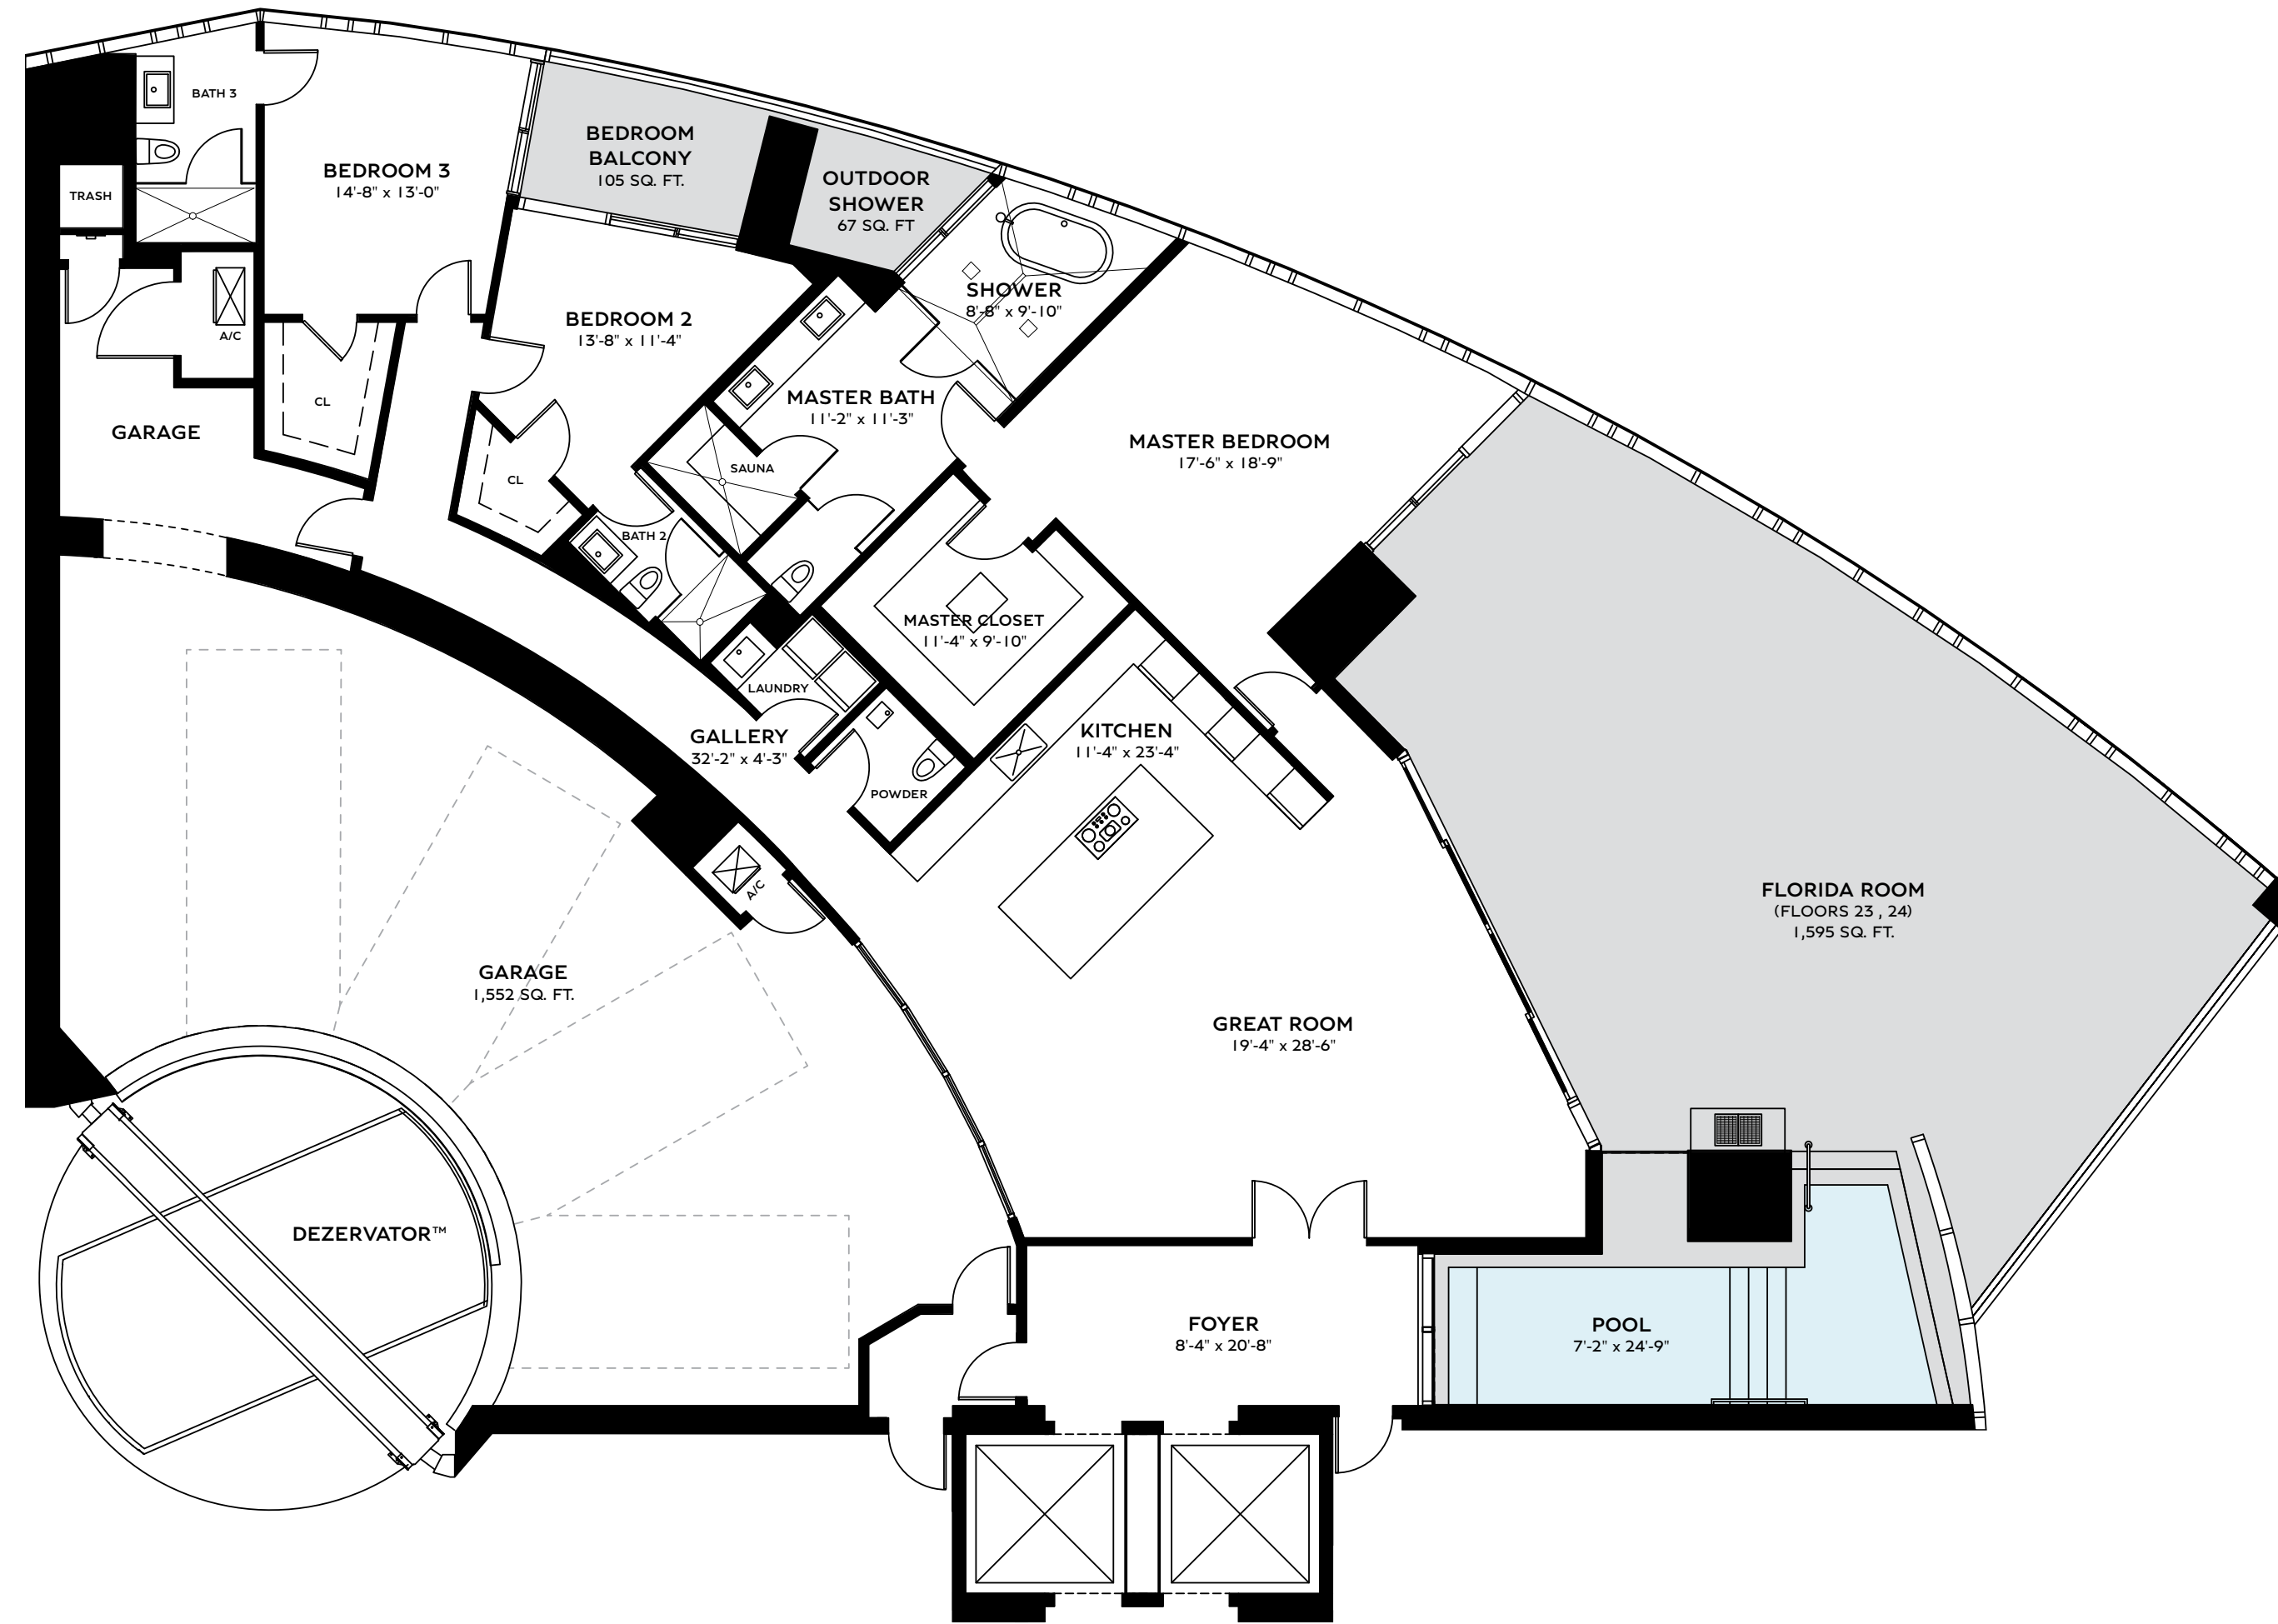 BATH 3
BEDROOM 3
14'-8" x 13'-0"
BEDROOM
BALCONY
105 SQ. FT.
OUTDOOR
SHOWER
67 SQ. FT
TRASH
A/C
CL
GARAGE
BEDROOM 2
13'-8" x 11'-4"
SHOWER
8'-8" x 9'-10"
MASTER BATH
11'-2" x 11'-3"
SAUNA
CL
BATH 2
MASTER BEDROOM
17'-6" x 18'-9"
MASTER CLOSET
11'-4" x 9'-10"
LAUNDRY
GALLERY
32'-2" x 4'-3"
POWDER
KITCHEN
11'-4" x 23'-4"
A/C
FLORIDA ROOM
(FLOORS 23 , 24)
1,595 SQ. FT.
GARAGE
1,552 SQ. FT.
GREAT ROOM
19'-4" x 28'-6"
DEZERVATOR™
FOYER
8'-4" x 20'-8"
POOL
7'-2" x 24'-9"